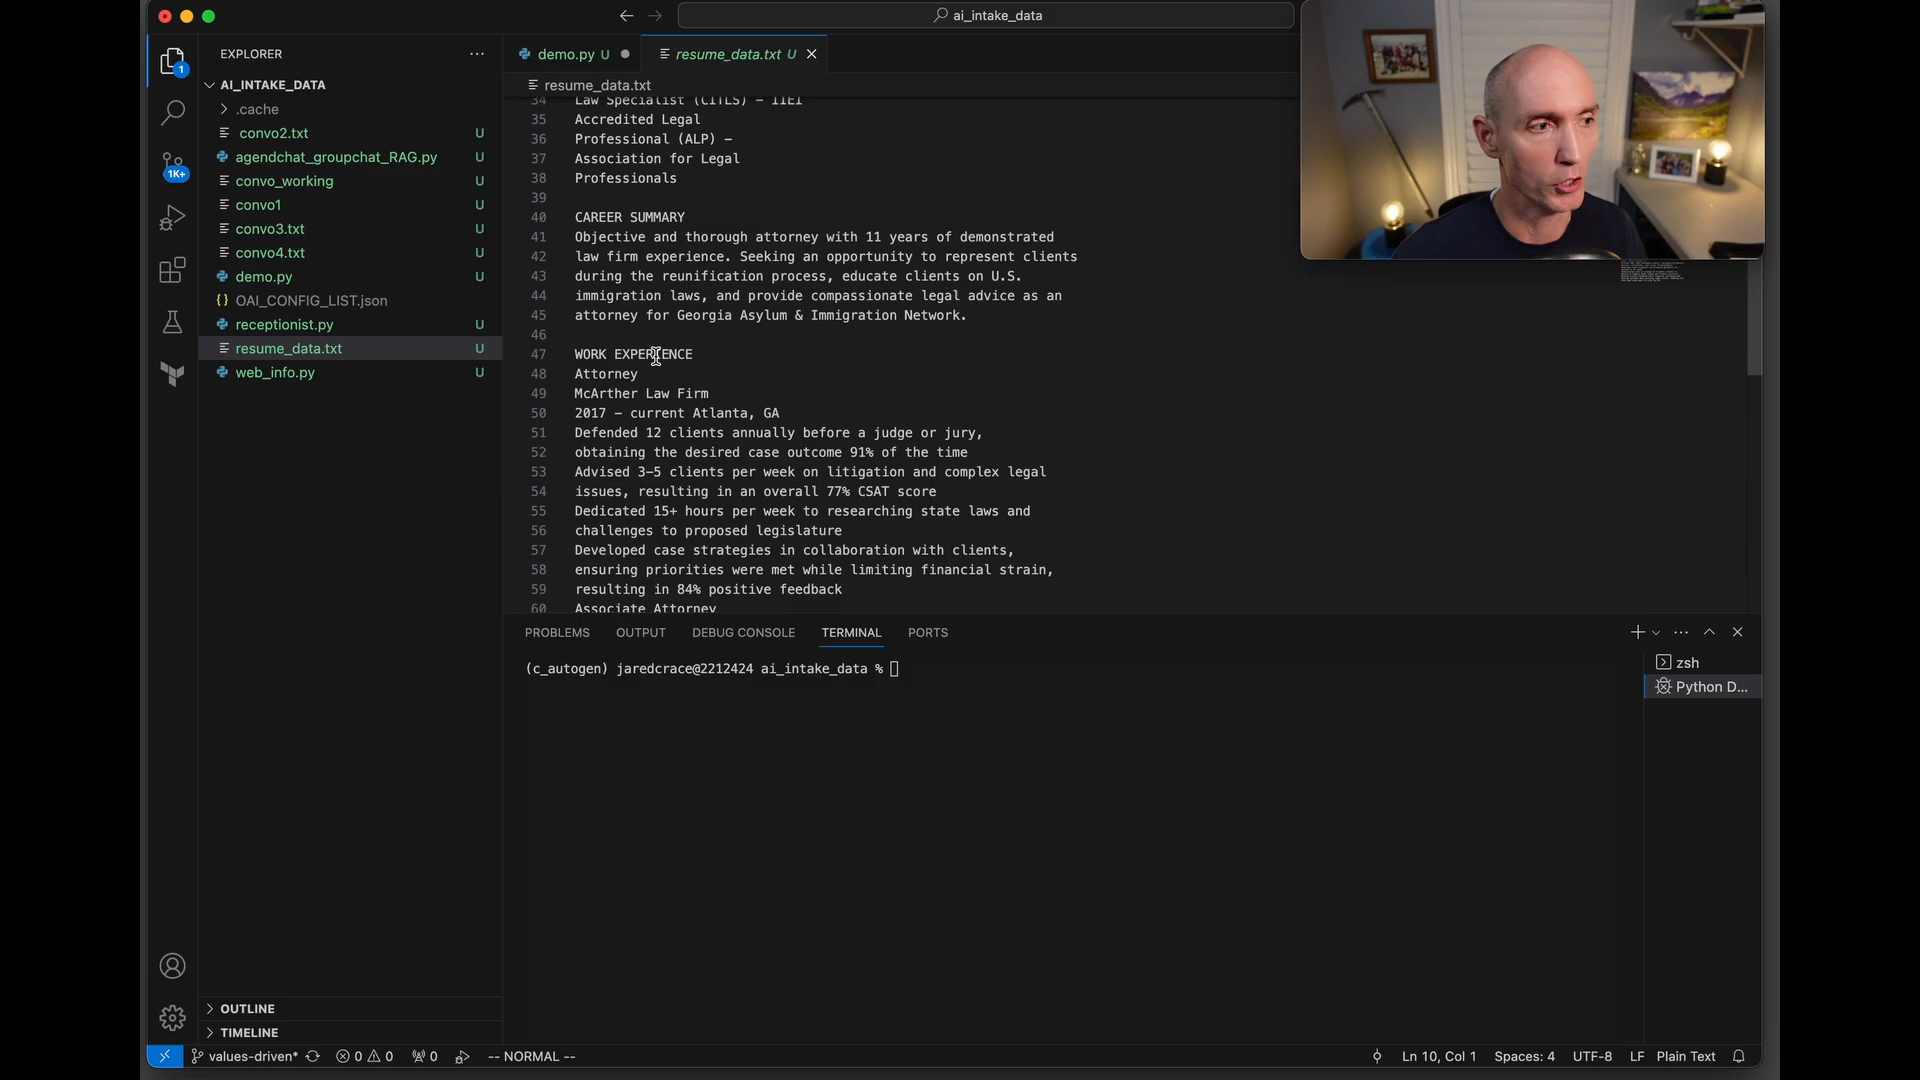 ai_intake_data
EXPLORER
AI_INTAKE_DATA
.cache
convo2.txt U
agendchat_groupchat_RAG.py U
convo_working U
convo1 U
convo3.txt U
convo4.txt U
demo.py U
{} OAI_CONFIG_LIST.json
receptionist.py U
resume_data.txt U
web_info.py U
OUTLINE
TIMELINE
1
1K+
demo.py U
resume_data.txt U
resume_data.txt
34 Law Specialist (CITLS) – IIEI
35 Accredited Legal
36 Professional (ALP) –
37 Association for Legal
38 Professionals
39
40 CAREER SUMMARY
41 Objective and thorough attorney with 11 years of demonstrated
42 law firm experience. Seeking an opportunity to represent clients
43 during the reunification process, educate clients on U.S.
44 immigration laws, and provide compassionate legal advice as an
45 attorney for Georgia Asylum & Immigration Network.
46
47 WORK EXPERIENCE
48 Attorney
49 McArther Law Firm
50 2017 – current Atlanta, GA
51 Defended 12 clients annually before a judge or jury,
52 obtaining the desired case outcome 91% of the time
53 Advised 3–5 clients per week on litigation and complex legal
54 issues, resulting in an overall 77% CSAT score
55 Dedicated 15+ hours per week to researching state laws and
56 challenges to proposed legislature
57 Developed case strategies in collaboration with clients,
58 ensuring priorities were met while limiting financial strain,
59 resulting in 84% positive feedback
60 Associate Attorney
PROBLEMS OUTPUT DEBUG CONSOLE TERMINAL PORTS
(c_autogen) jaredcrace@2212424 ai_intake_data %
zsh
Python D...
values-driven* 0 0 0 -- NORMAL -- Ln 10, Col 1 Spaces: 4 UTF-8 LF Plain Text